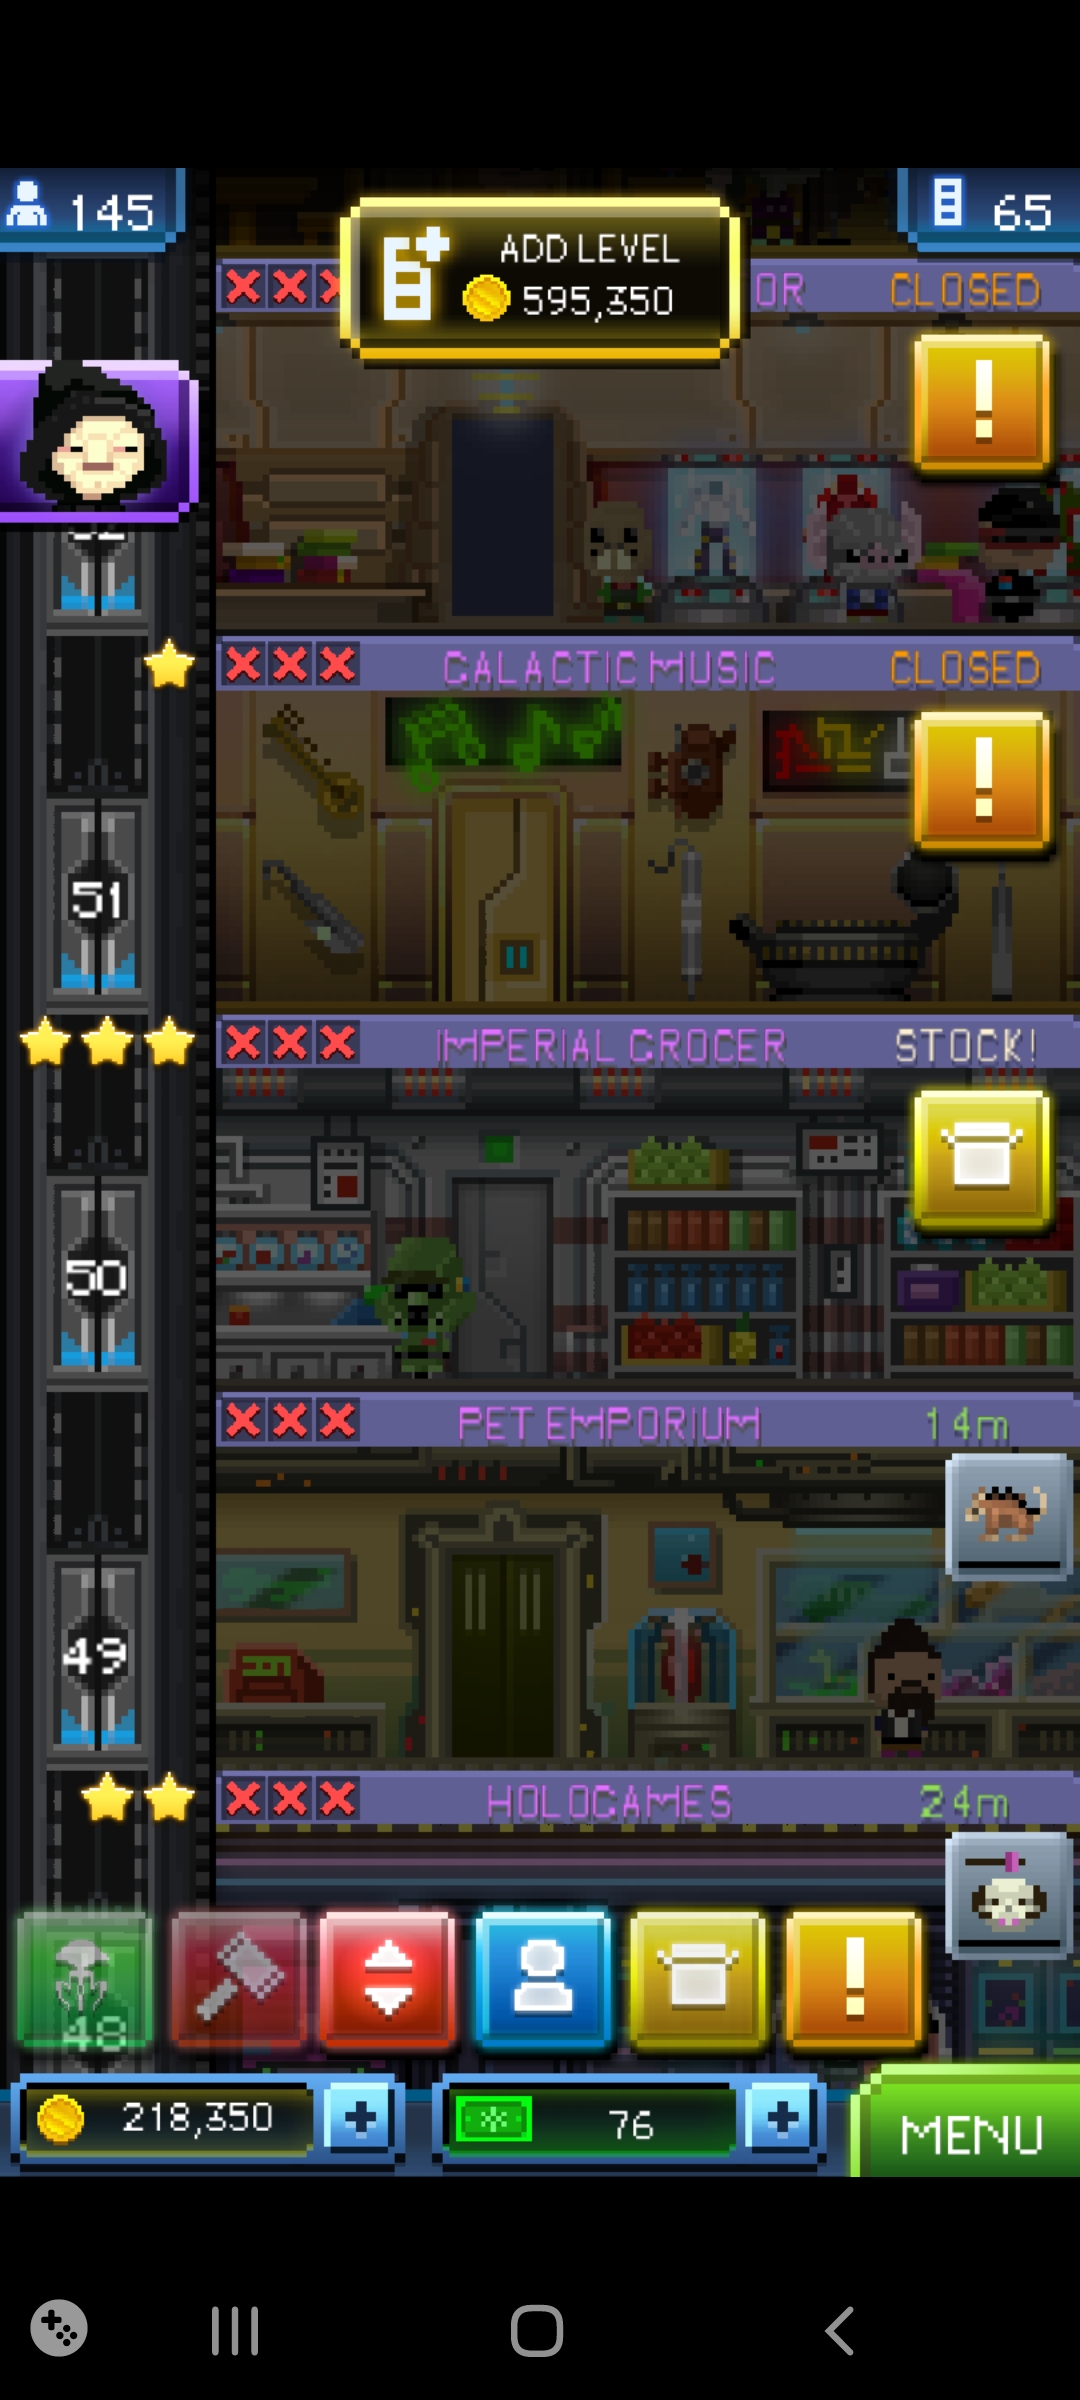 145
ADD LEVEL
595,350
65
OR CLOSED
GALACTIC MUSIC CLOSED
51
IMPERIAL GROCER STOCK!
50
PET EMPORIUM 14m
49
HOLOGAMES 24m
48
218,350
76
MENU